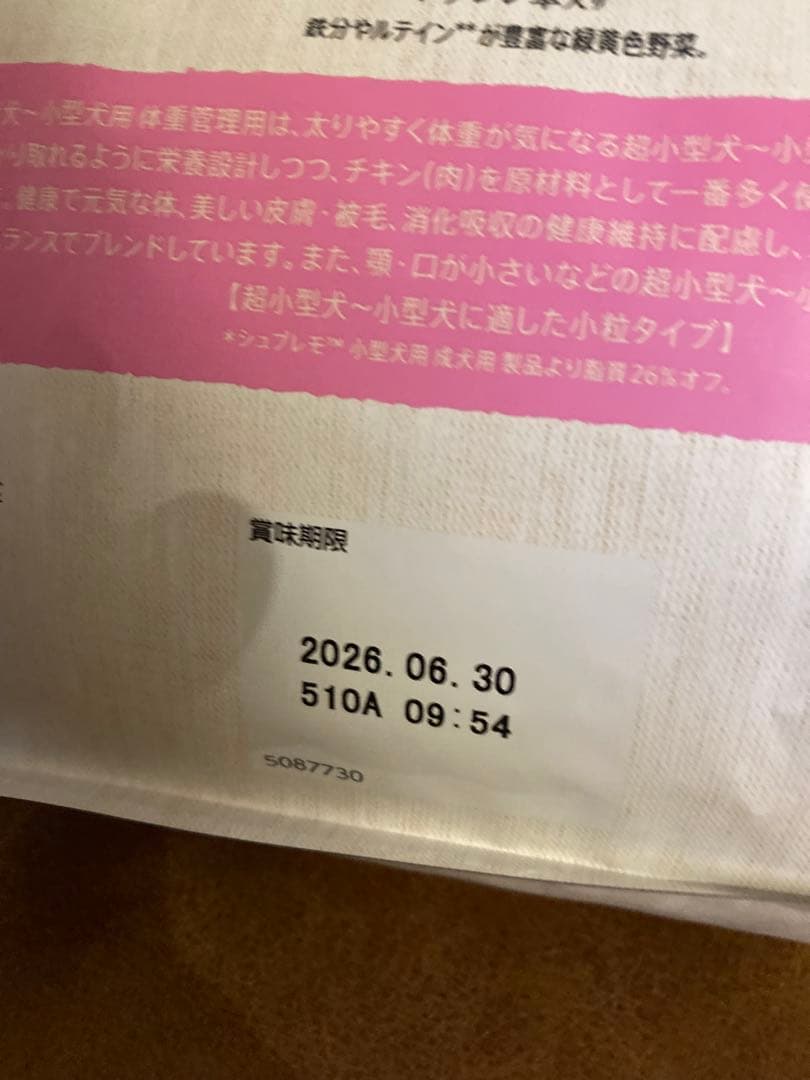 鉄分やルテイン**が豊富な緑黄色野菜。
犬～小型犬用 体重管理用は、太りやすく体重が気になる超小型犬～小型
り取れるように栄養設計しつつ、チキン(肉)を原材料として一番多く使
健康で元気な体、美しい皮膚・被毛、消化吸収の健康維持に配慮し、
ランスでブレンドしています。また、顎・口が小さいなどの超小型犬～
【超小型犬～小型犬に適した小粒タイプ】
*シュプレモ™ 小型犬用 成犬用 製品より脂質26%オフ。
賞味期限
2026.06.30
510A 09:54
5087730